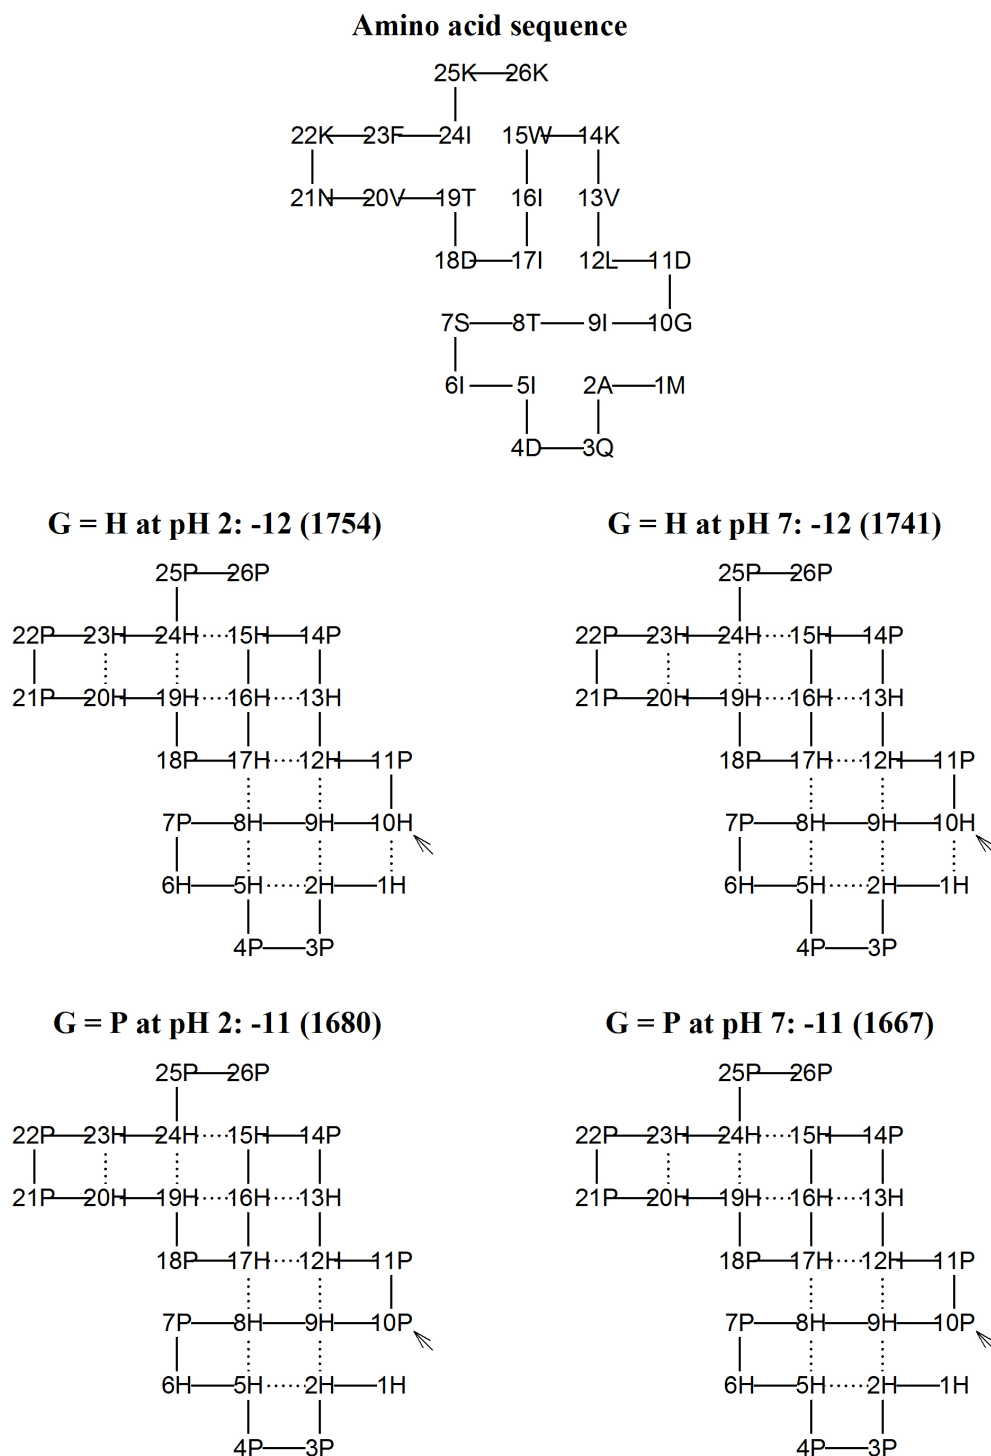 Amino acid sequence
25K 26K
22K 23F 24I 15W 14K
21N 20V 19T 16I 13V
18D 17I 12L 11D
7S 8T 9I 10G
6I 5I 2A 1M
4D 3Q
G = H at pH 2: -12 (1754)
25P 26P
22P 23H 24H 15H 14P
21P 20H 19H 16H 13H
18P 17H 12H 11P
7P 8H 9H 10H
6H 5H 2H 1H
4P 3P
G = H at pH 7: -12 (1741)
25P 26P
22P 23H 24H 15H 14P
21P 20H 19H 16H 13H
18P 17H 12H 11P
7P 8H 9H 10H
6H 5H 2H 1H
4P 3P
G = P at pH 2: -11 (1680)
25P 26P
22P 23H 24H 15H 14P
21P 20H 19H 16H 13H
18P 17H 12H 11P
7P 8H 9H 10P
6H 5H 2H 1H
4P 3P
G = P at pH 7: -11 (1667)
25P 26P
22P 23H 24H 15H 14P
21P 20H 19H 16H 13H
18P 17H 12H 11P
7P 8H 9H 10P
6H 5H 2H 1H
4P 3P